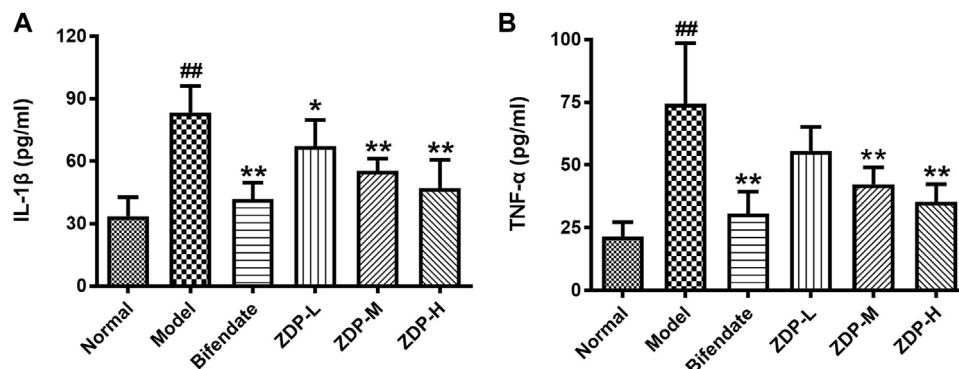 A
IL-1β (pg/ml)
120
90
60
30
0
##
**
*
**
**
Normal
Model
Bifendate
ZDP-L
ZDP-M
ZDP-H
B
TNF-α (pg/ml)
100
75
50
25
0
##
**
**
**
Normal
Model
Bifendate
ZDP-L
ZDP-M
ZDP-H